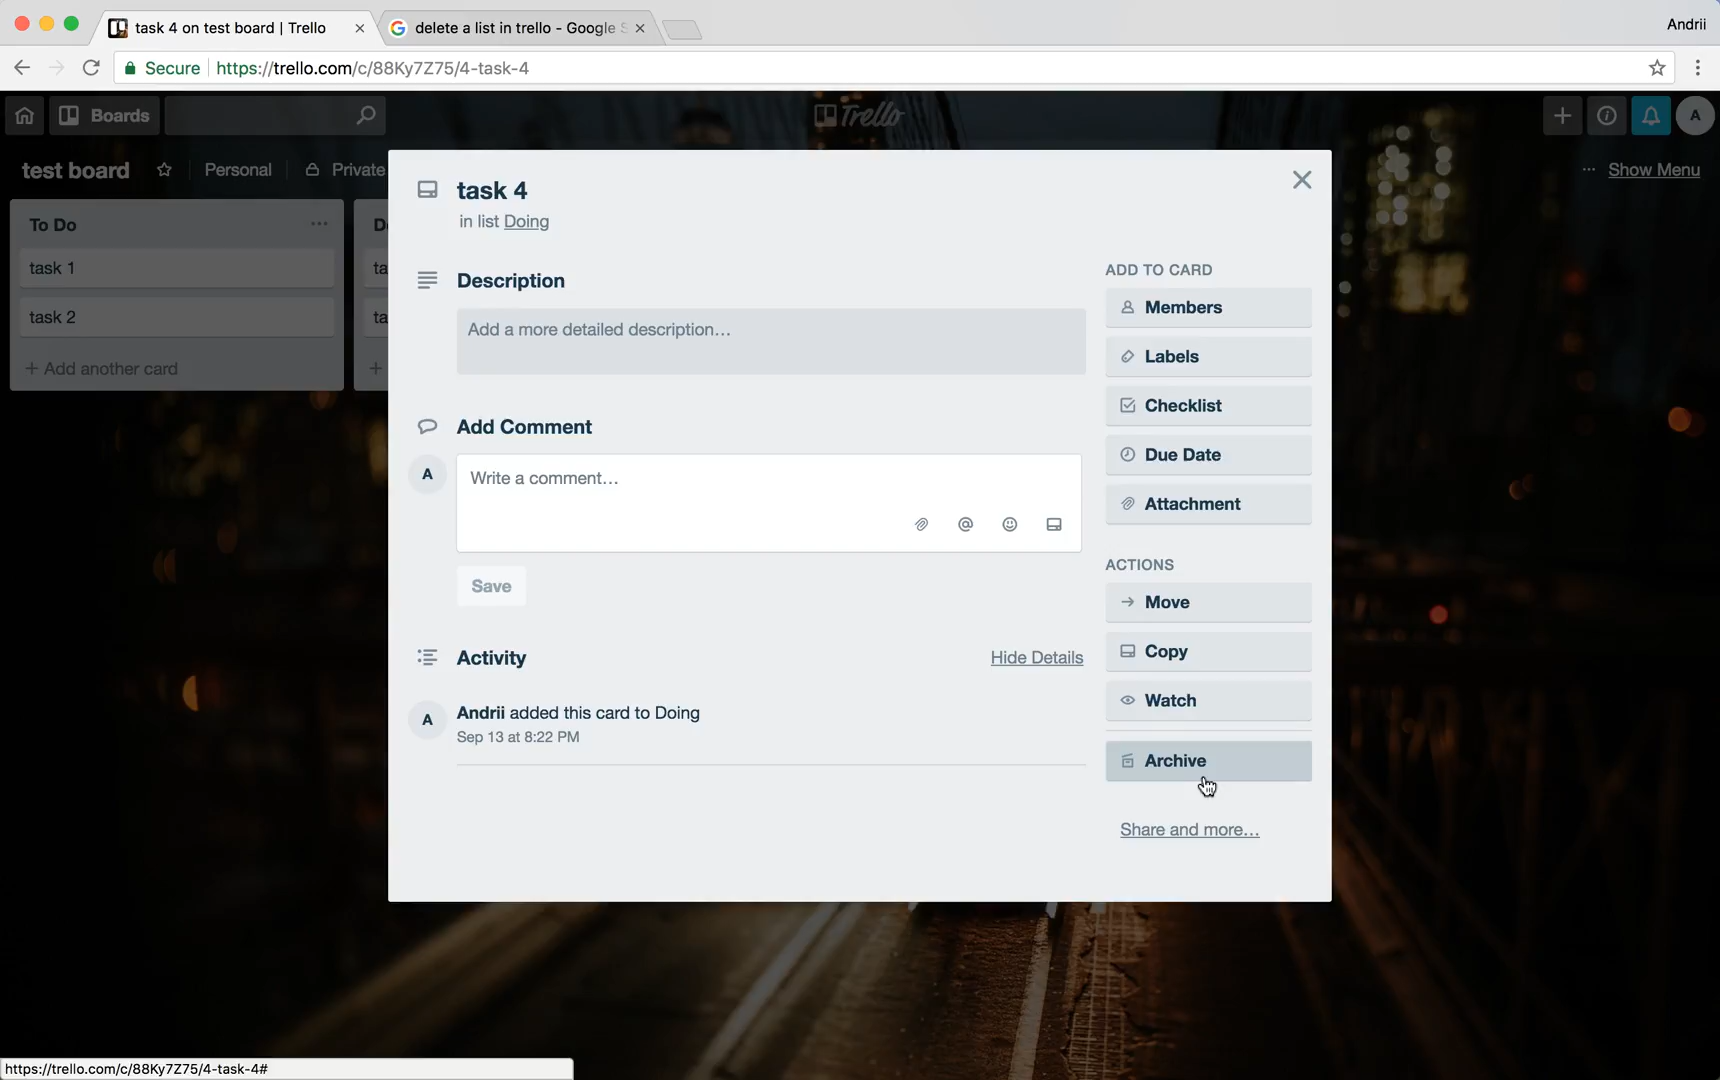 task 4 on test board | Trello
delete a list in trello - Google S
Andrii
Secure
https://trello.com/c/88Ky7Z75/4-task-4
Boards
Trello
A
test board
Personal
Private
Show Menu
To Do
task 1
task 2
+ Add another card
task 4
in list Doing
Description
Add a more detailed description…
Add Comment
A
Write a comment…
@
Save
Activity
Hide Details
A
Andrii added this card to Doing
Sep 13 at 8:22 PM
ADD TO CARD
Members
Labels
Checklist
Due Date
Attachment
ACTIONS
Move
Copy
Watch
Archive
Share and more…
https://trello.com/c/88Ky7Z75/4-task-4#